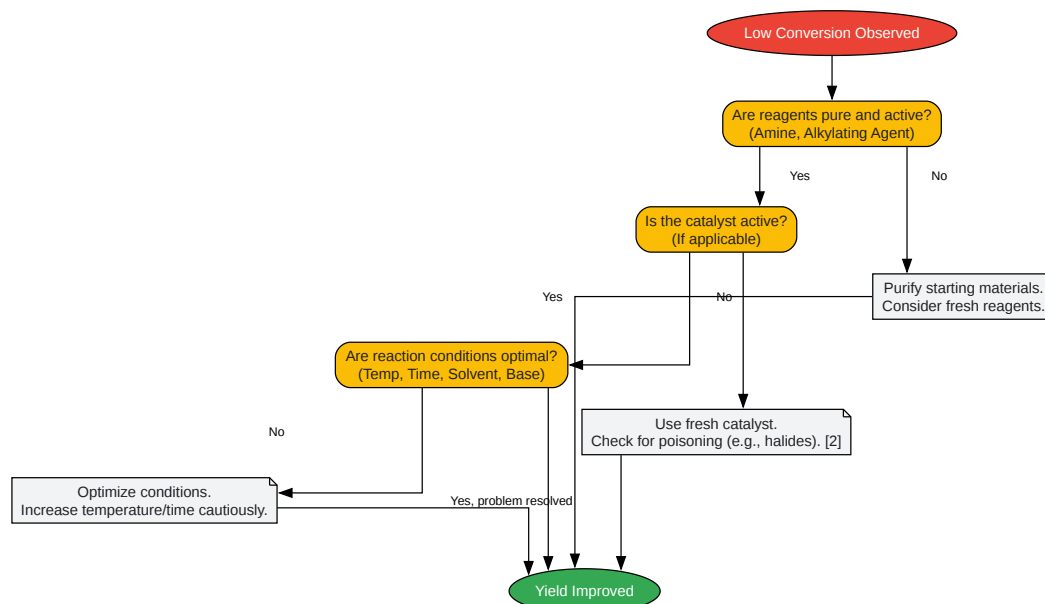 Low Conversion Observed
Are reagents pure and active?
(Amine, Alkylating Agent)
Yes
No
Is the catalyst active?
(If applicable)
Purify starting materials.
Consider fresh reagents.
Yes
No
Are reaction conditions optimal?
(Temp, Time, Solvent, Base)
Use fresh catalyst.
Check for poisoning (e.g., halides). [2]
No
Optimize conditions.
Increase temperature/time cautiously.
Yes, problem resolved
Yield Improved